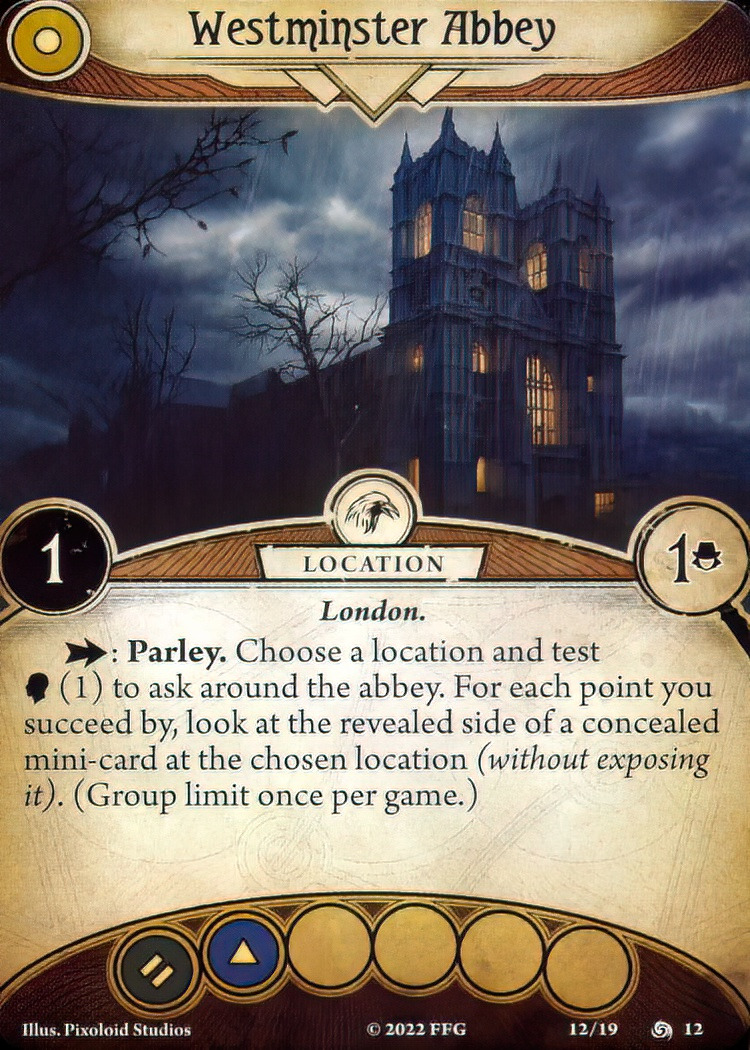 Westminster Abbey
1
1
LOCATION
London.
: Parley. Choose a location and test
(1) to ask around the abbey. For each point you
succeed by, look at the revealed side of a concealed
mini-card at the chosen location (without exposing
it). (Group limit once per game.)
Illus. Pixoloid Studios © 2022 FFG 12/19 12